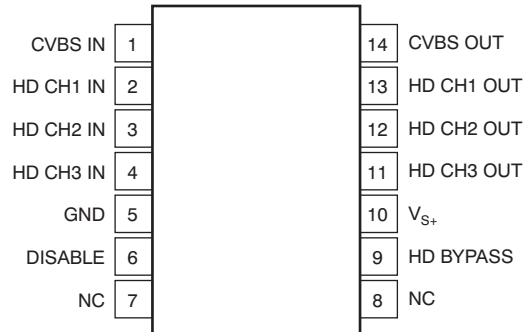 CVBS IN 1
HD CH1 IN 2
HD CH2 IN 3
HD CH3 IN 4
GND 5
DISABLE 6
NC 7
14 CVBS OUT
13 HD CH1 OUT
12 HD CH2 OUT
11 HD CH3 OUT
10 VS+
9 HD BYPASS
8 NC